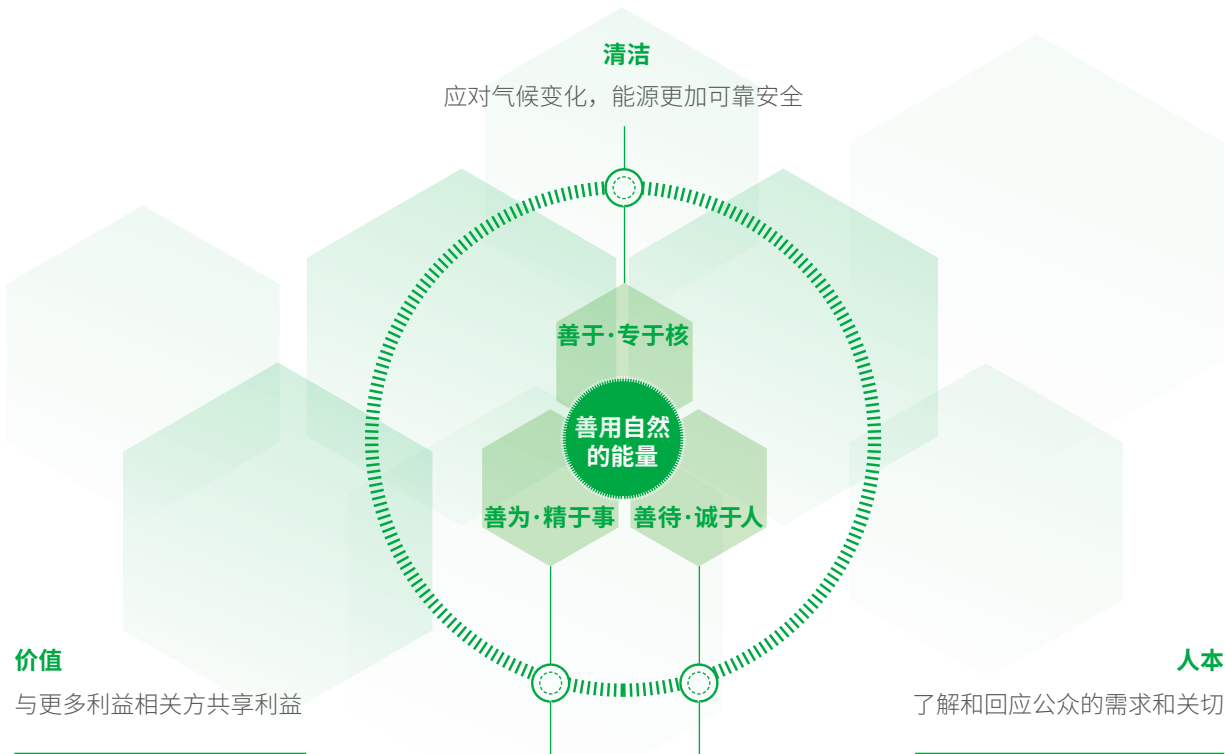 清洁
应对气候变化，能源更加可靠安全
善于·专于核
善用自然
的能量
善为·精于事
善待·诚于人
价值
与更多利益相关方共享利益
人本
了解和回应公众的需求和关切